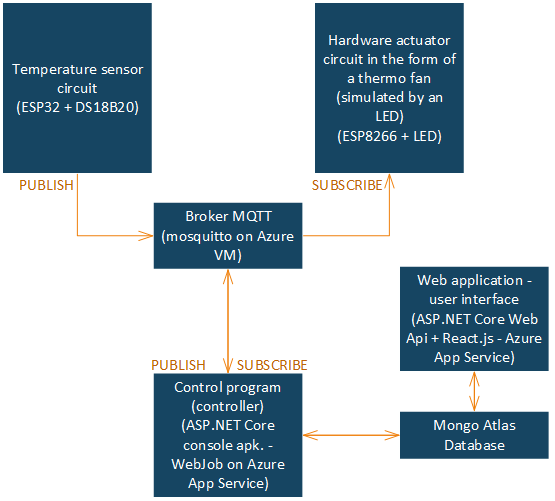 Temperature sensor
circuit
(ESP32 + DS18B20)
Hardware actuator
circuit in the form of
a thermo fan
(simulated by an
LED)
(ESP8266 + LED)
PUBLISH
SUBSCRIBE
Broker MQTT
(mosquitto on Azure
VM)
Web application -
user interface
(ASP.NET Core Web
Api + React.js - Azure
App Service)
PUBLISH
SUBSCRIBE
Control program
(controller)
(ASP.NET Core
console apk. -
WebJob on Azure
App Service)
Mongo Atlas
Database